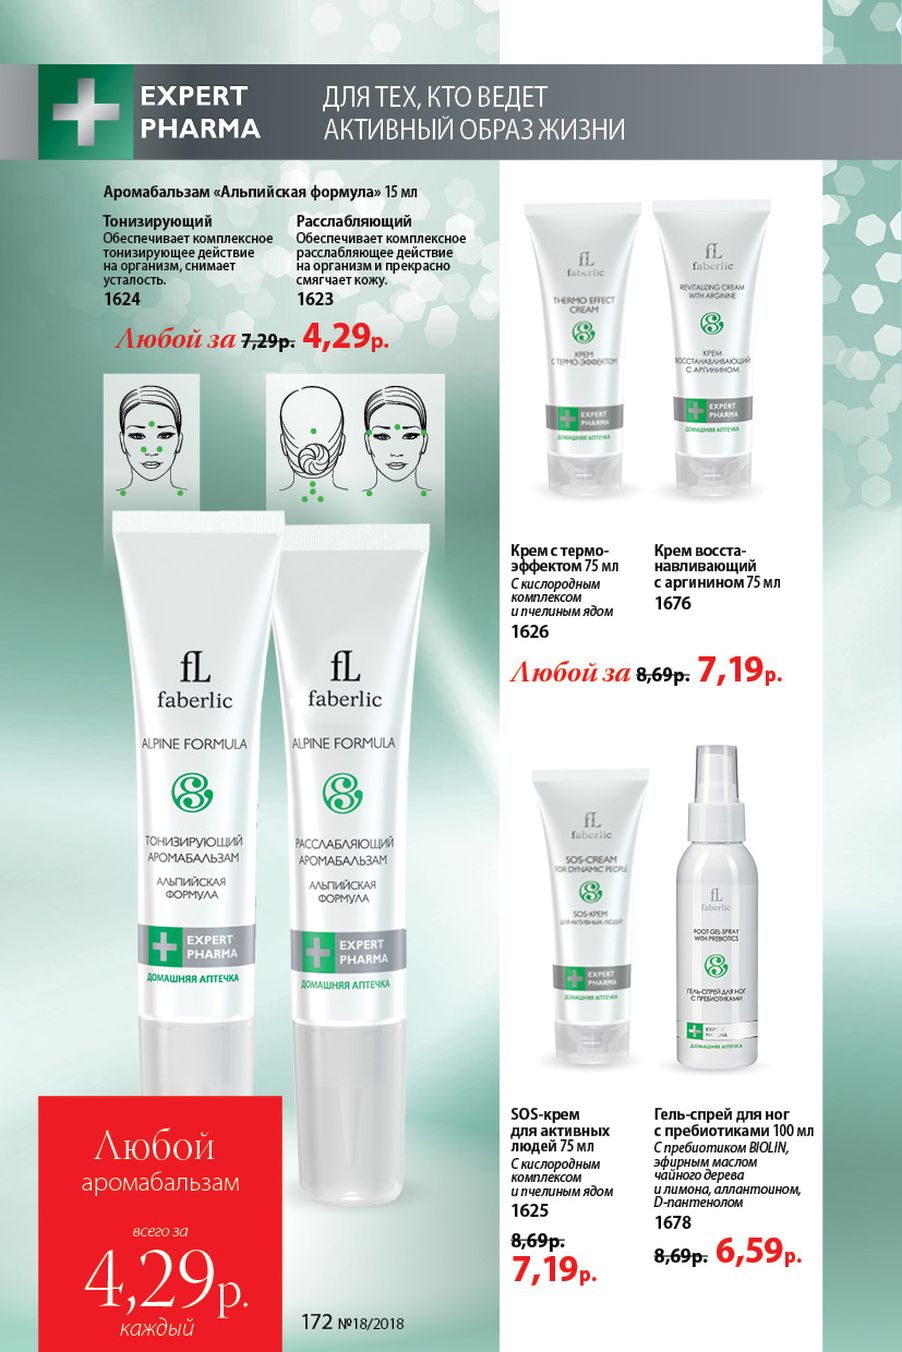 EXPERT
PHARMA
ДЛЯ ТЕХ, КТО ВЕДЕТ
АКТИВНЫЙ ОБРАЗ ЖИЗНИ
Аромабальзам «Альпийская формула» 15 мл
Тонизирующий
Обеспечивает комплексное
тонизирующее действие
на организм, снимает
усталость.
1624
Расслабляющий
Обеспечивает комплексное
расслабляющее действие
на организм и прекрасно
смягчает кожу.
1623
Любой за 7,29р. 4,29р.
fL
faberlic
THERMO EFFECT
CREAM
КРЕМ
С ТЕРМО-ЭФФЕКТОМ
EXPERT
PHARMA
ДОМАШНЯЯ АПТЕЧКА
fL
faberlic
REVITALIZING CREAM
WITH ARGININE
КРЕМ
ВОССТАНАВЛИВАЮЩИЙ
С АРГИНИНОМ
EXPERT
PHARMA
ДОМАШНЯЯ АПТЕЧКА
Крем с термо-
эффектом 75 мл
С кислородным
комплексом
и пчелиным ядом
1626
Крем восста-
навливающий
с аргинином 75 мл
1676
Любой за 8,69р. 7,19р.
fL
faberlic
ALPINE FORMULA
ТОНИЗИРУЮЩИЙ
АРОМАБАЛЬЗАМ
АЛЬПИЙСКАЯ
ФОРМУЛА
EXPERT
PHARMA
ДОМАШНЯЯ АПТЕЧКА
fL
faberlic
ALPINE FORMULA
РАССЛАБЛЯЮЩИЙ
АРОМАБАЛЬЗАМ
АЛЬПИЙСКАЯ
ФОРМУЛА
EXPERT
PHARMA
ДОМАШНЯЯ АПТЕЧКА
fL
faberlic
SOS-CREAM
FOR DYNAMIC PEOPLE
SOS-КРЕМ
ДЛЯ АКТИВНЫХ ЛЮДЕЙ
EXPERT
PHARMA
ДОМАШНЯЯ АПТЕЧКА
fL
faberlic
FOOT GEL-SPRAY
WITH PREBIOTICS
ГЕЛЬ-СПРЕЙ ДЛЯ НОГ
С ПРЕБИОТИКАМИ
EXPERT
PHARMA
ДОМАШНЯЯ АПТЕЧКА
SOS-крем
для активных
людей 75 мл
С кислородным
комплексом
и пчелиным ядом
1625
8,69р.
7,19р.
Гель-спрей для ног
с пребиотиками 100 мл
С пребиотиком BIOLIN,
эфирным маслом
чайного дерева
и лимона, аллантоином,
D-пантенолом
1678
8,69р. 6,59р.
Любой
аромабальзам
всего за
4,29р.
каждый
172 №18/2018